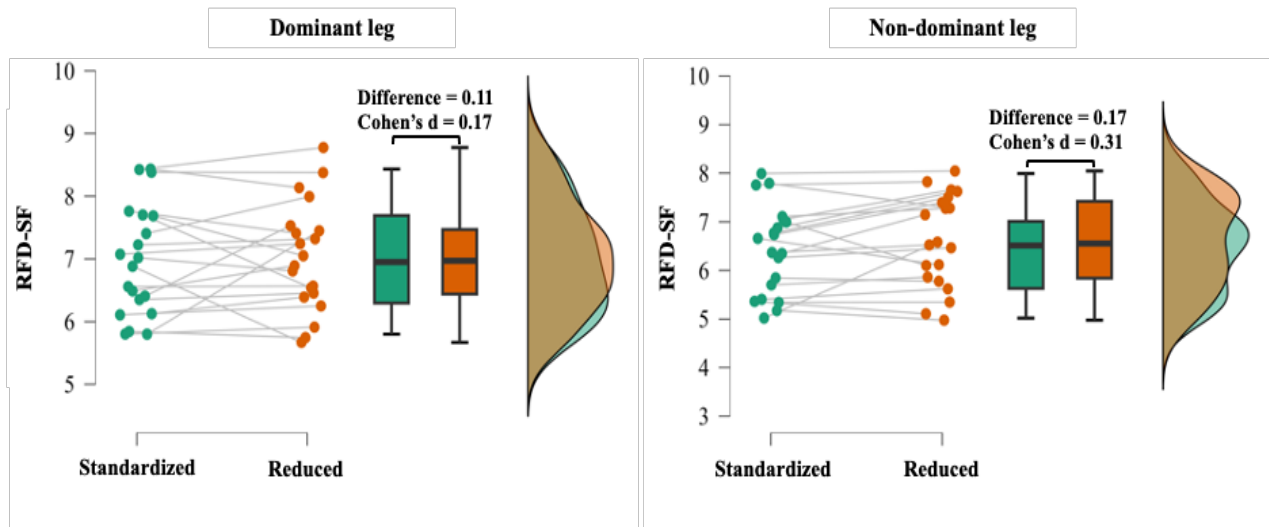 Dominant leg
Non-dominant leg
RFD-SF
10
9
8
7
6
5
Difference = 0.11
Cohen's d = 0.17
Standardized
Reduced
RFD-SF
10
9
8
7
6
5
4
3
Difference = 0.17
Cohen's d = 0.31
Standardized
Reduced